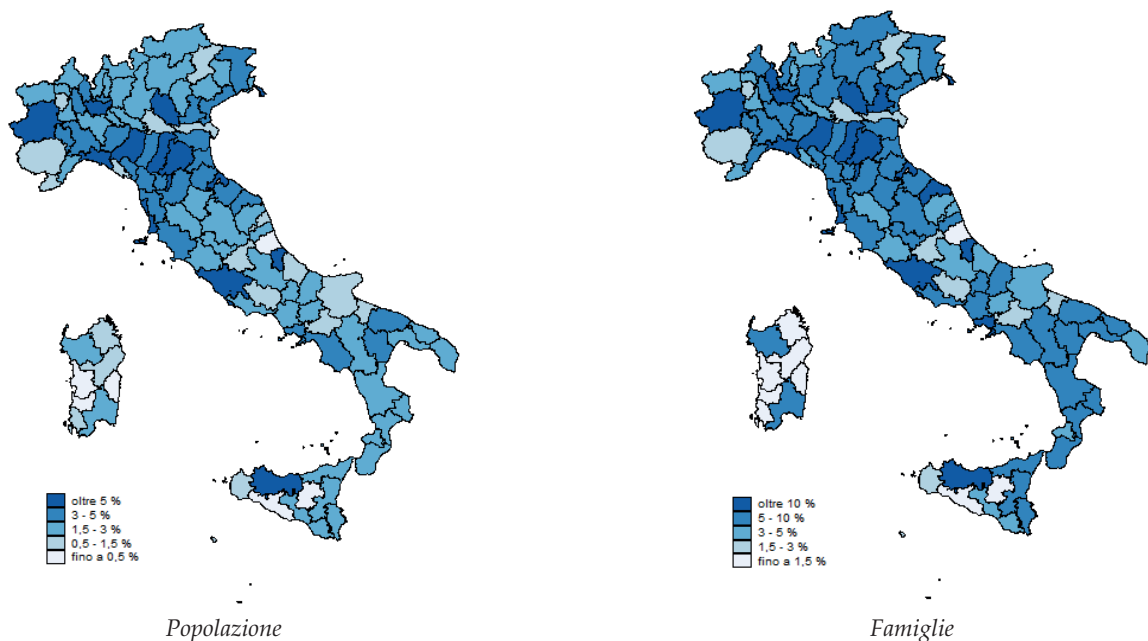 oltre 5 %
3 - 5 %
1,5 - 3 %
0,5 - 1,5 %
fino a 0,5 %
Popolazione
oltre 10 %
5 - 10 %
3 - 5 %
1,5 - 3 %
fino a 1,5 %
Famiglie